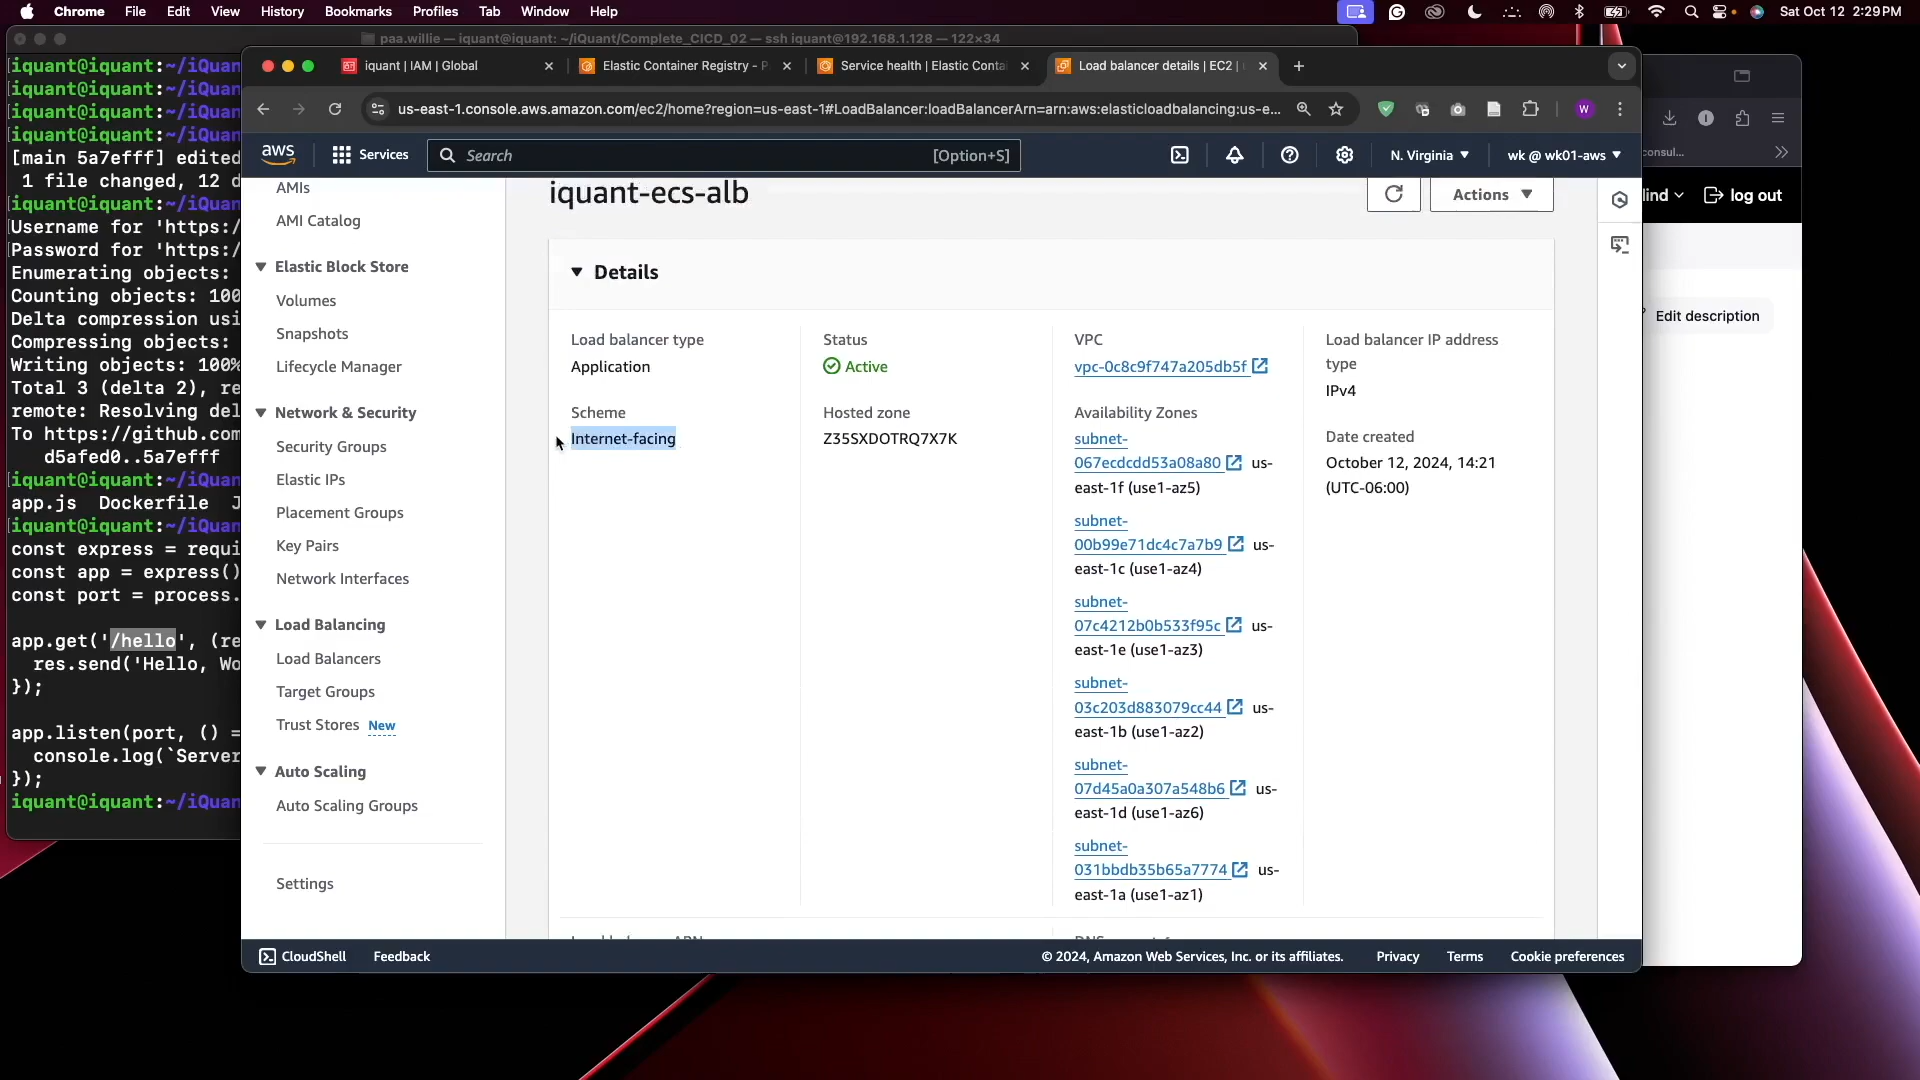 Chrome File Edit View History Bookmarks Profiles Tab Window Help
Sat Oct 12 2:29 PM
paa.willie — iquant@iquant: ~/iQuant/Complete_CICD_02 — ssh iquant@192.168.1.128 — 122×34
iquant | IAM | Global
Elastic Container Registry - P
Service health | Elastic Conta
Load balancer details | EC2 |
us-east-1.console.aws.amazon.com/ec2/home?region=us-east-1#LoadBalancer:loadBalancerArn=arn:aws:elasticloadbalancing:us-e...
W
aws
Services
Search
[Option+S]
N. Virginia
wk @ wk01-aws
iquant@iquant:~/iQuan
iquant@iquant:~/iQuan
iquant@iquant:~/iQuan
iquant@iquant:~/iQuan
[main 5a7efff] edited
1 file changed, 12 d
iquant@iquant:~/iQuan
Username for 'https:/
Password for 'https:/
Enumerating objects:
Counting objects: 100
Delta compression usi
Compressing objects:
Writing objects: 100%
Total 3 (delta 2), re
remote: Resolving del
To https://github.com
d5afed0..5a7efff
iquant@iquant:~/iQuan
app.js Dockerfile J
iquant@iquant:~/iQuan
const express = requi
const app = express()
const port = process.
app.get('/hello', (re
res.send('Hello, Wo
});
app.listen(port, () =
console.log(`Server
});
iquant@iquant:~/iQuan
AMIs
AMI Catalog
Elastic Block Store
Volumes
Snapshots
Lifecycle Manager
Network & Security
Security Groups
Elastic IPs
Placement Groups
Key Pairs
Network Interfaces
Load Balancing
Load Balancers
Target Groups
Trust Stores New
Auto Scaling
Auto Scaling Groups
Settings
iquant-ecs-alb
Actions
Details
Load balancer type
Application
Scheme
Internet-facing
Status
Active
Hosted zone
Z35SXDOTRQ7X7K
VPC
vpc-0c8c9f747a205db5f
Availability Zones
subnet-
067ecdcdd53a08a80 us-
east-1f (use1-az5)
subnet-
00b99e71dc4c7a7b9 us-
east-1c (use1-az4)
subnet-
07c4212b0b533f95c us-
east-1e (use1-az3)
subnet-
03c203d883079cc44 us-
east-1b (use1-az2)
subnet-
07d45a0a307a548b6 us-
east-1d (use1-az6)
subnet-
031bbdb35b65a7774 us-
east-1a (use1-az1)
Load balancer IP address
type
IPv4
Date created
October 12, 2024, 14:21
(UTC-06:00)
CloudShell
Feedback
© 2024, Amazon Web Services, Inc. or its affiliates.
Privacy
Terms
Cookie preferences
consul...
lind
log out
Edit description